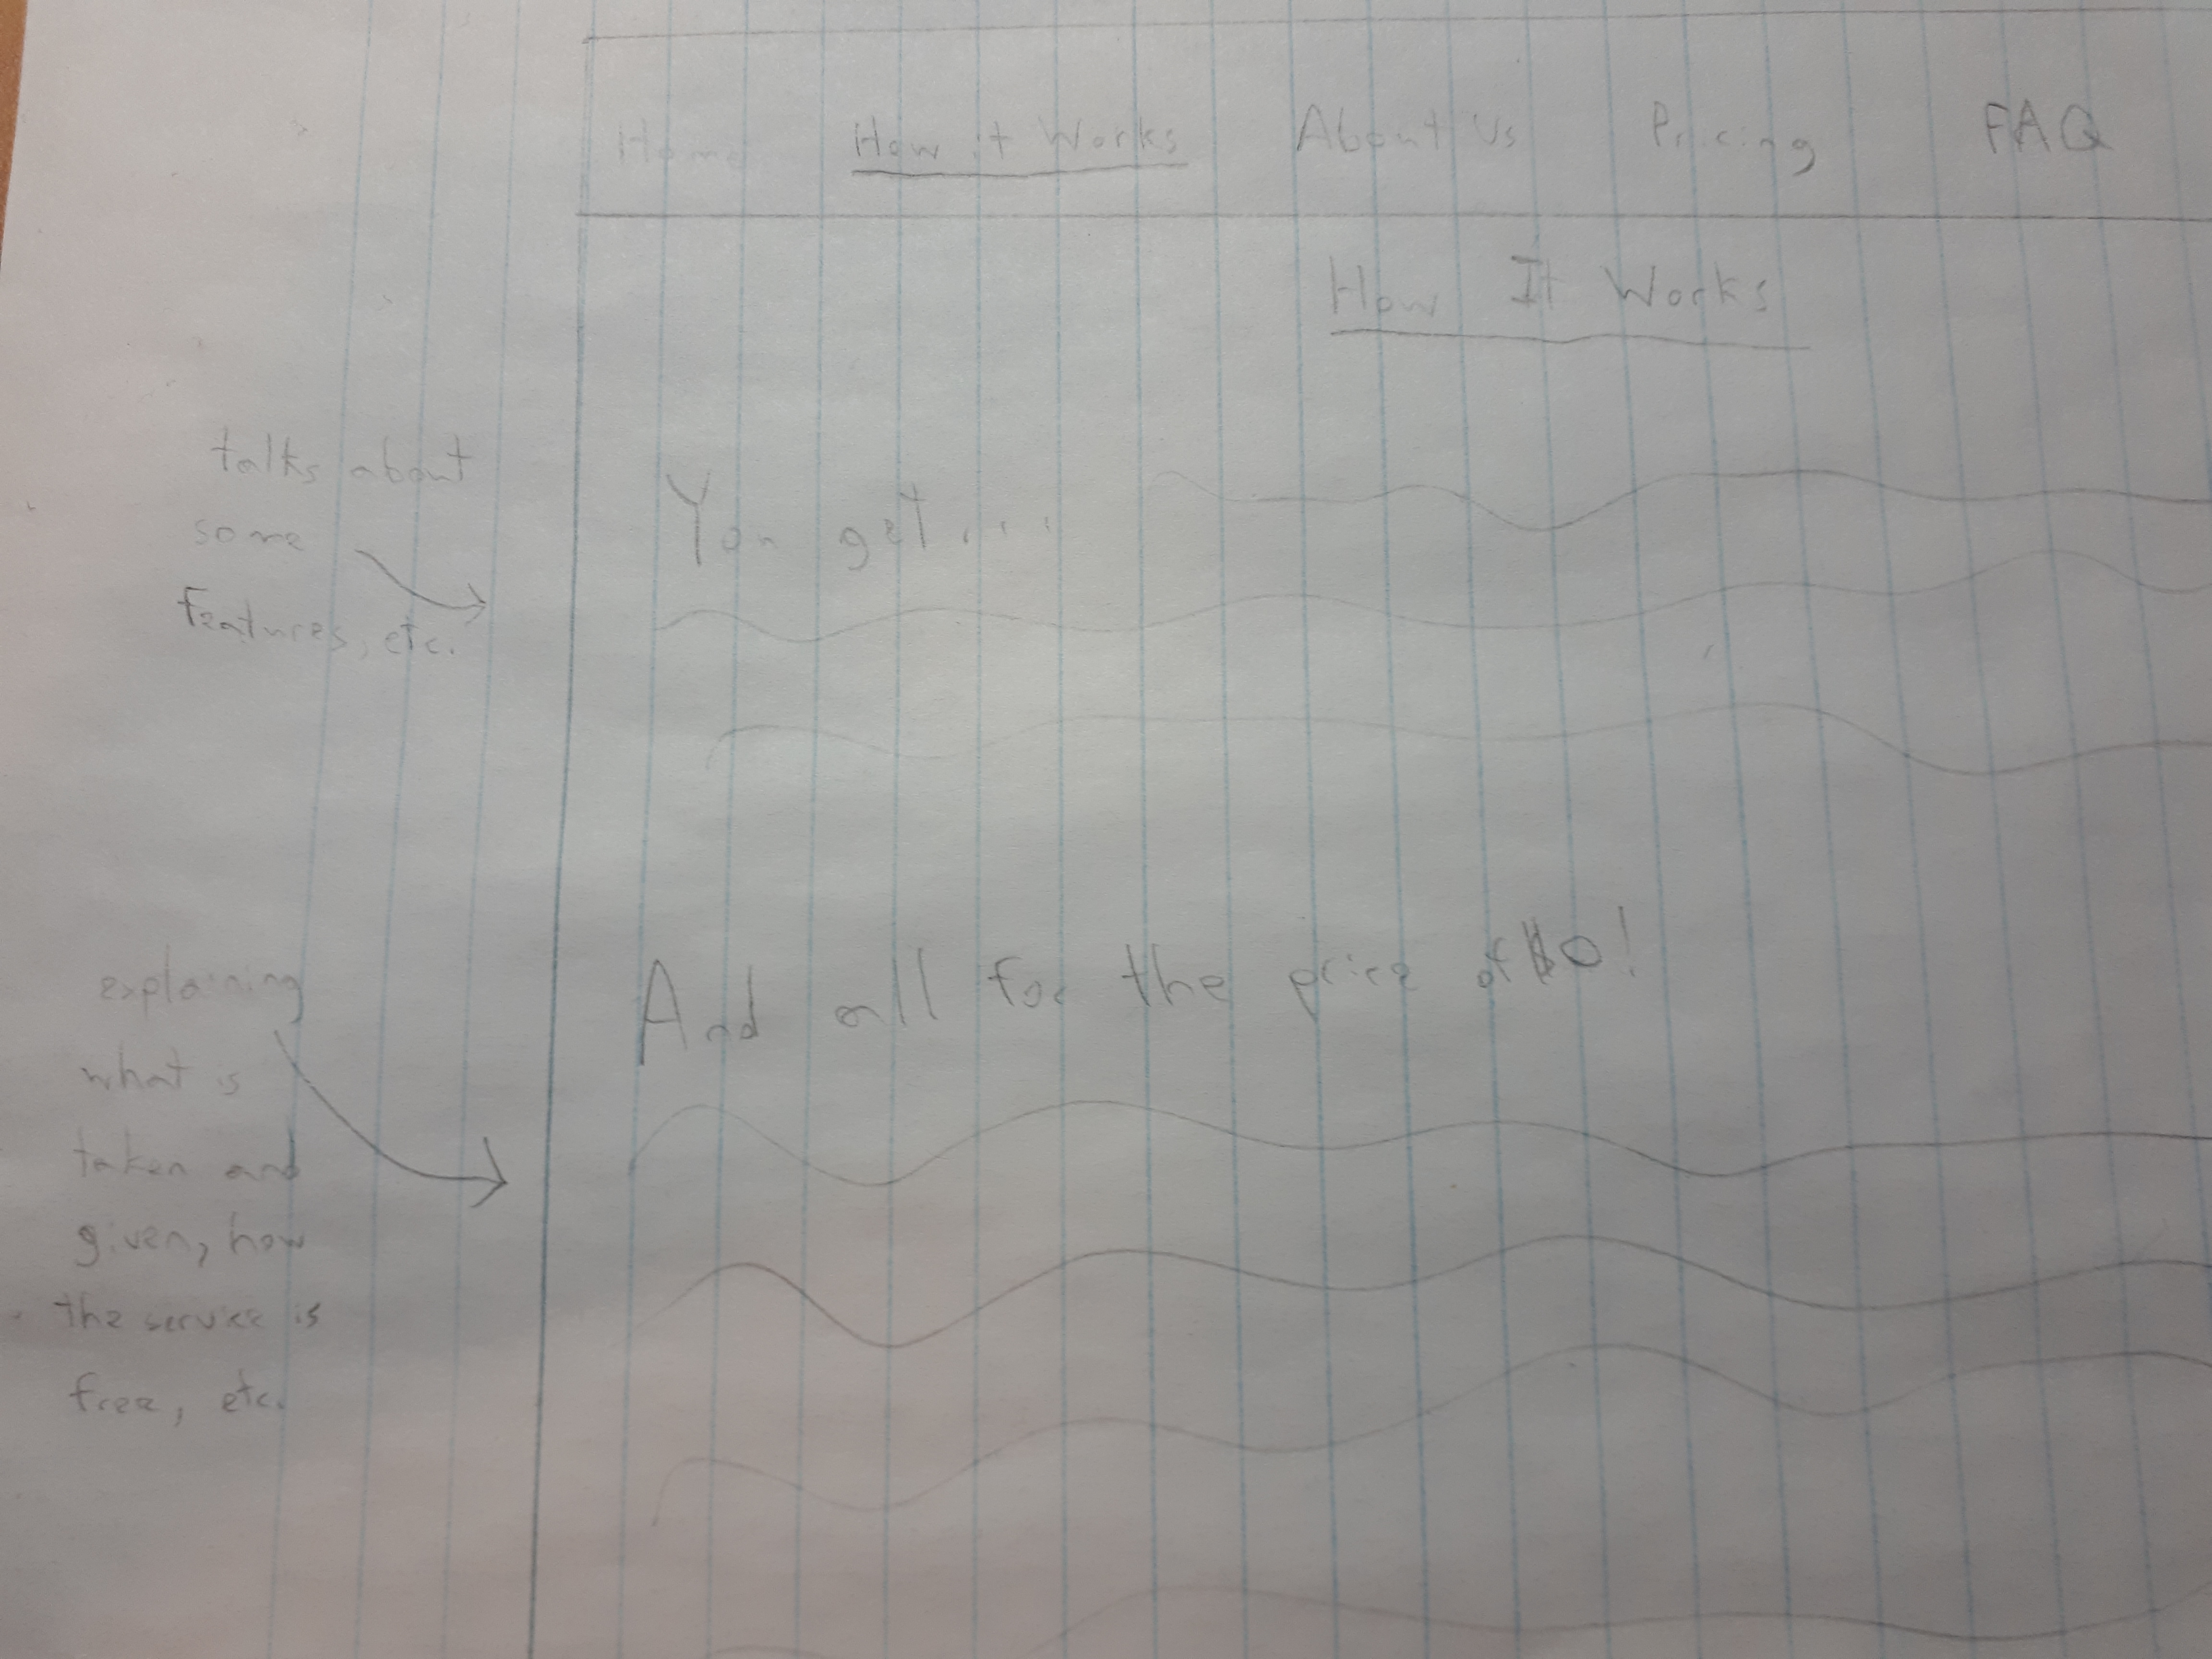 Home How it Works About Us Pricing FAQ
How It Works
talks about
some
features, etc.
You get...
And all for the price of $0!
explaining
what is
taken and
given, how
the service is
free, etc.